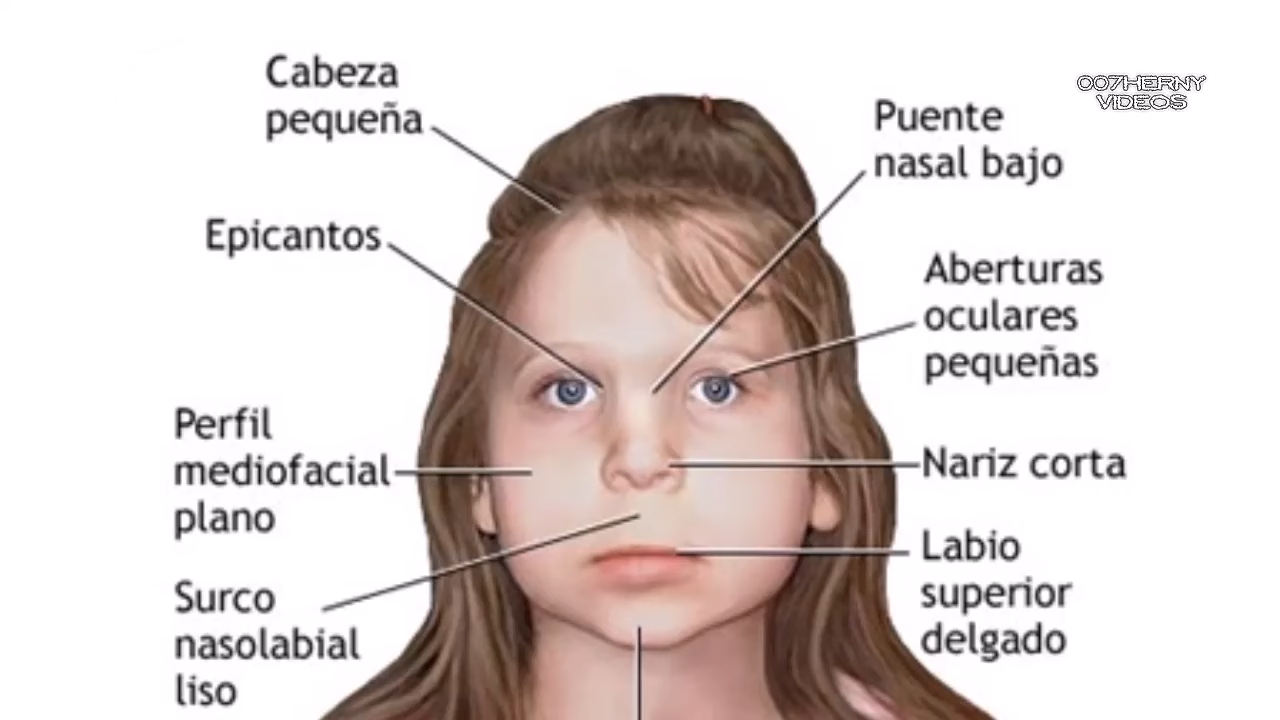 Cabeza
pequeña
007HERNY
VIDEOS
Puente
nasal bajo
Epicantos
Aberturas
oculares
pequeñas
Perfil
mediofacial
plano
Nariz corta
Labio
superior
delgado
Surco
nasolabial
liso